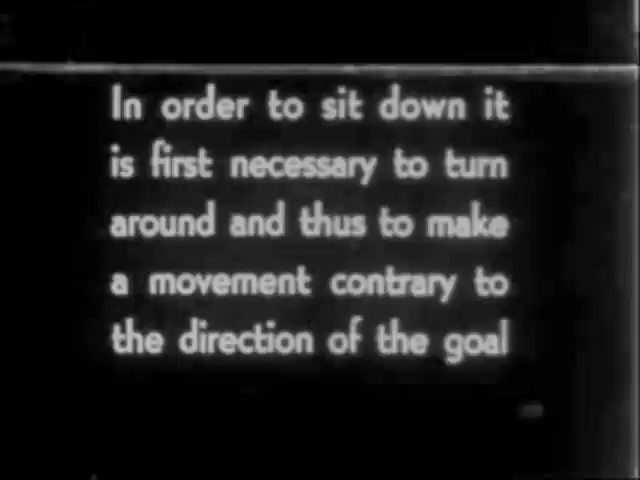 In order to sit down it
is first necessary to turn
around and thus to make
a movement contrary to
the direction of the goal